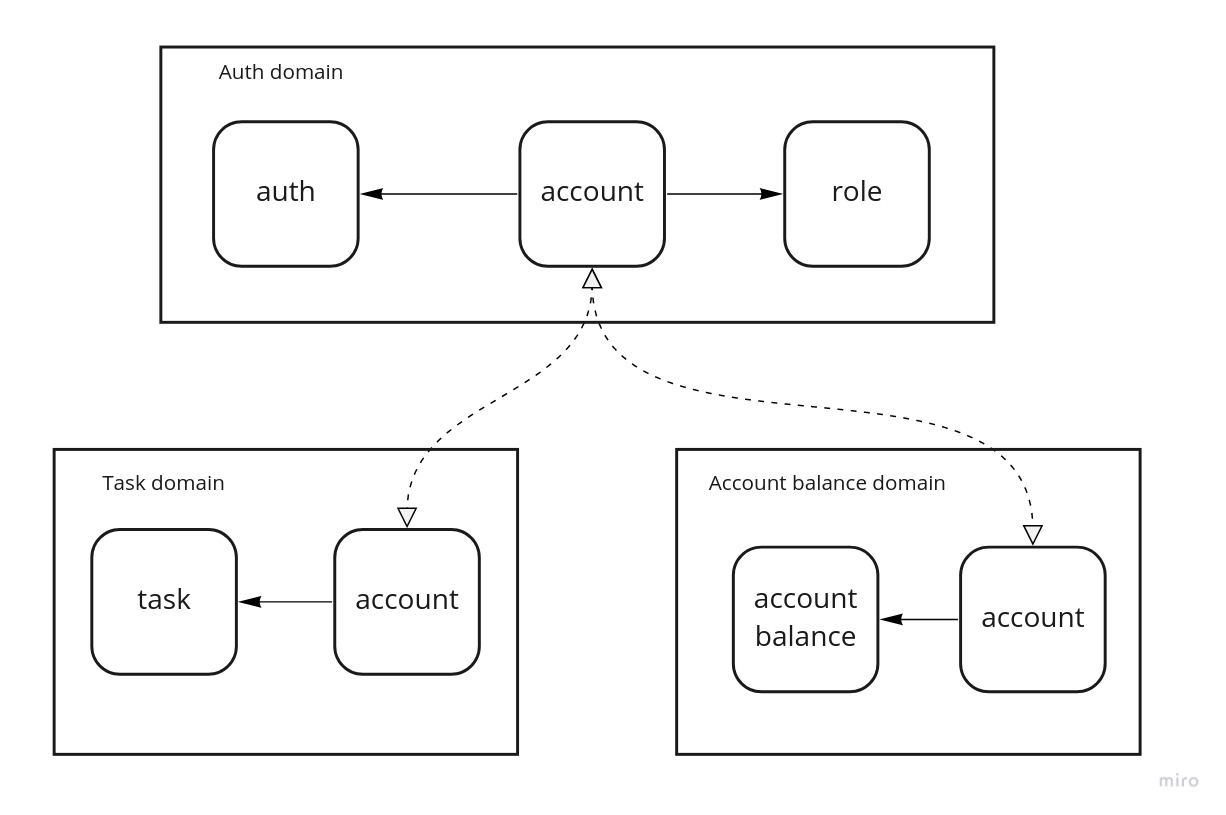 Auth domain
auth
account
role
Task domain
task
account
Account balance domain
account
balance
account
miro